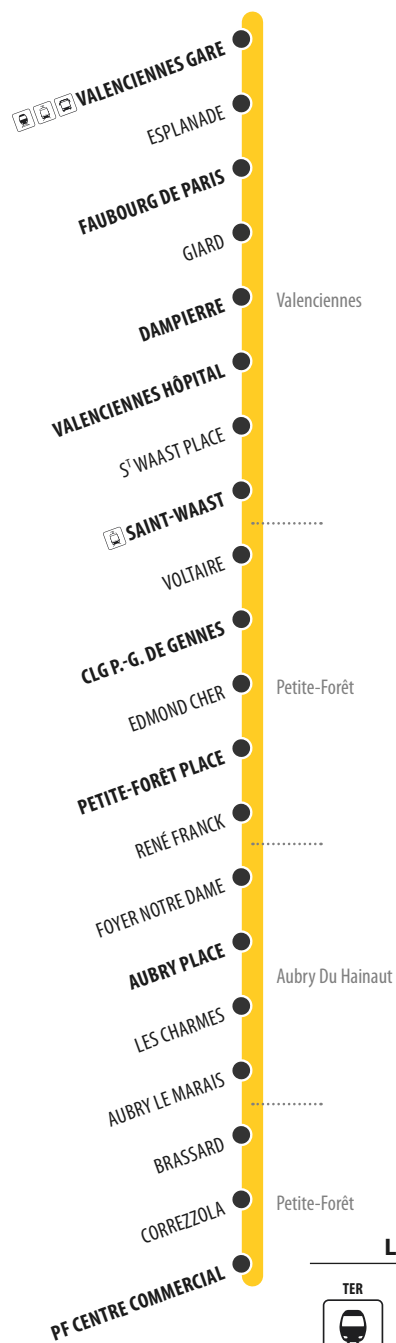 VALENCIENNES GARE
ESPLANADE
FAUBOURG DE PARIS
GIARD
DAMPIERRE
Valenciennes
VALENCIENNES HÔPITAL
Sᵀ WAAST PLACE
SAINT-WAAST
VOLTAIRE
CLG P.-G. DE GENNES
EDMOND CHER
Petite-Forêt
PETITE-FORÊT PLACE
RENÉ FRANCK
FOYER NOTRE DAME
AUBRY PLACE
Aubry Du Hainaut
LES CHARMES
AUBRY LE MARAIS
BRASSARD
CORREZZOLA
Petite-Forêt
PF CENTRE COMMERCIAL
L
TER